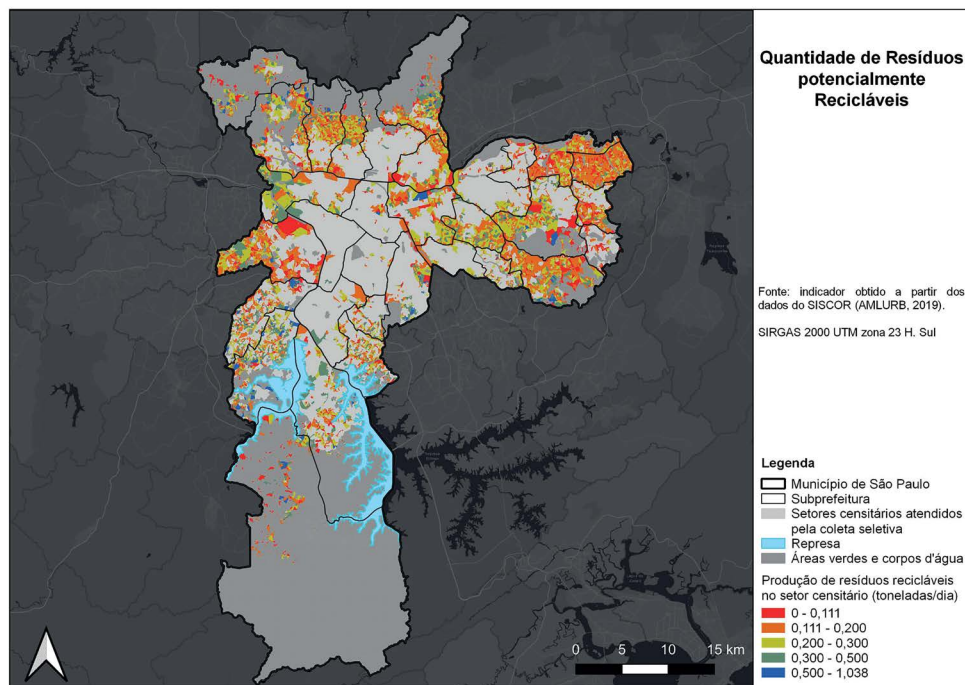 Quantidade de Resíduos
potencialmente
Recicláveis
Fonte: indicador obtido a partir dos
dados do SISCOR (AMLURB, 2019).
SIRGAS 2000 UTM zona 23 H. Sul
Legenda
Município de São Paulo
Subprefeitura
Setores censitários atendidos
pela coleta seletiva
Represa
Áreas verdes e corpos d'água
Produção de resíduos recicláveis
no setor censitário (toneladas/dia)
0 - 0,111
0,111 - 0,200
0,200 - 0,300
0,300 - 0,500
0,500 - 1,038
0 5 10 15 km